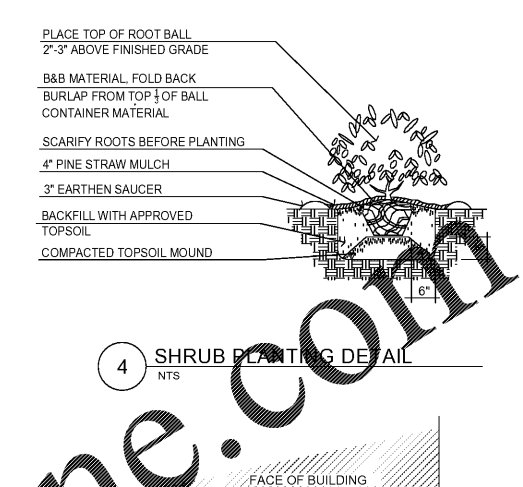 PLACE TOP OF ROOT BALL
2"-3" ABOVE FINISHED GRADE
B&B MATERIAL, FOLD BACK
BURLAP FROM TOP ⅓ OF BALL
CONTAINER MATERIAL
SCARIFY ROOTS BEFORE PLANTING
4" PINE STRAW MULCH
3" EARTHEN SAUCER
BACKFILL WITH APPROVED
TOPSOIL
COMPACTED TOPSOIL MOUND
6"
4 SHRUB PLANTING DETAIL
NTS
ne.com
FACE OF BUILDING